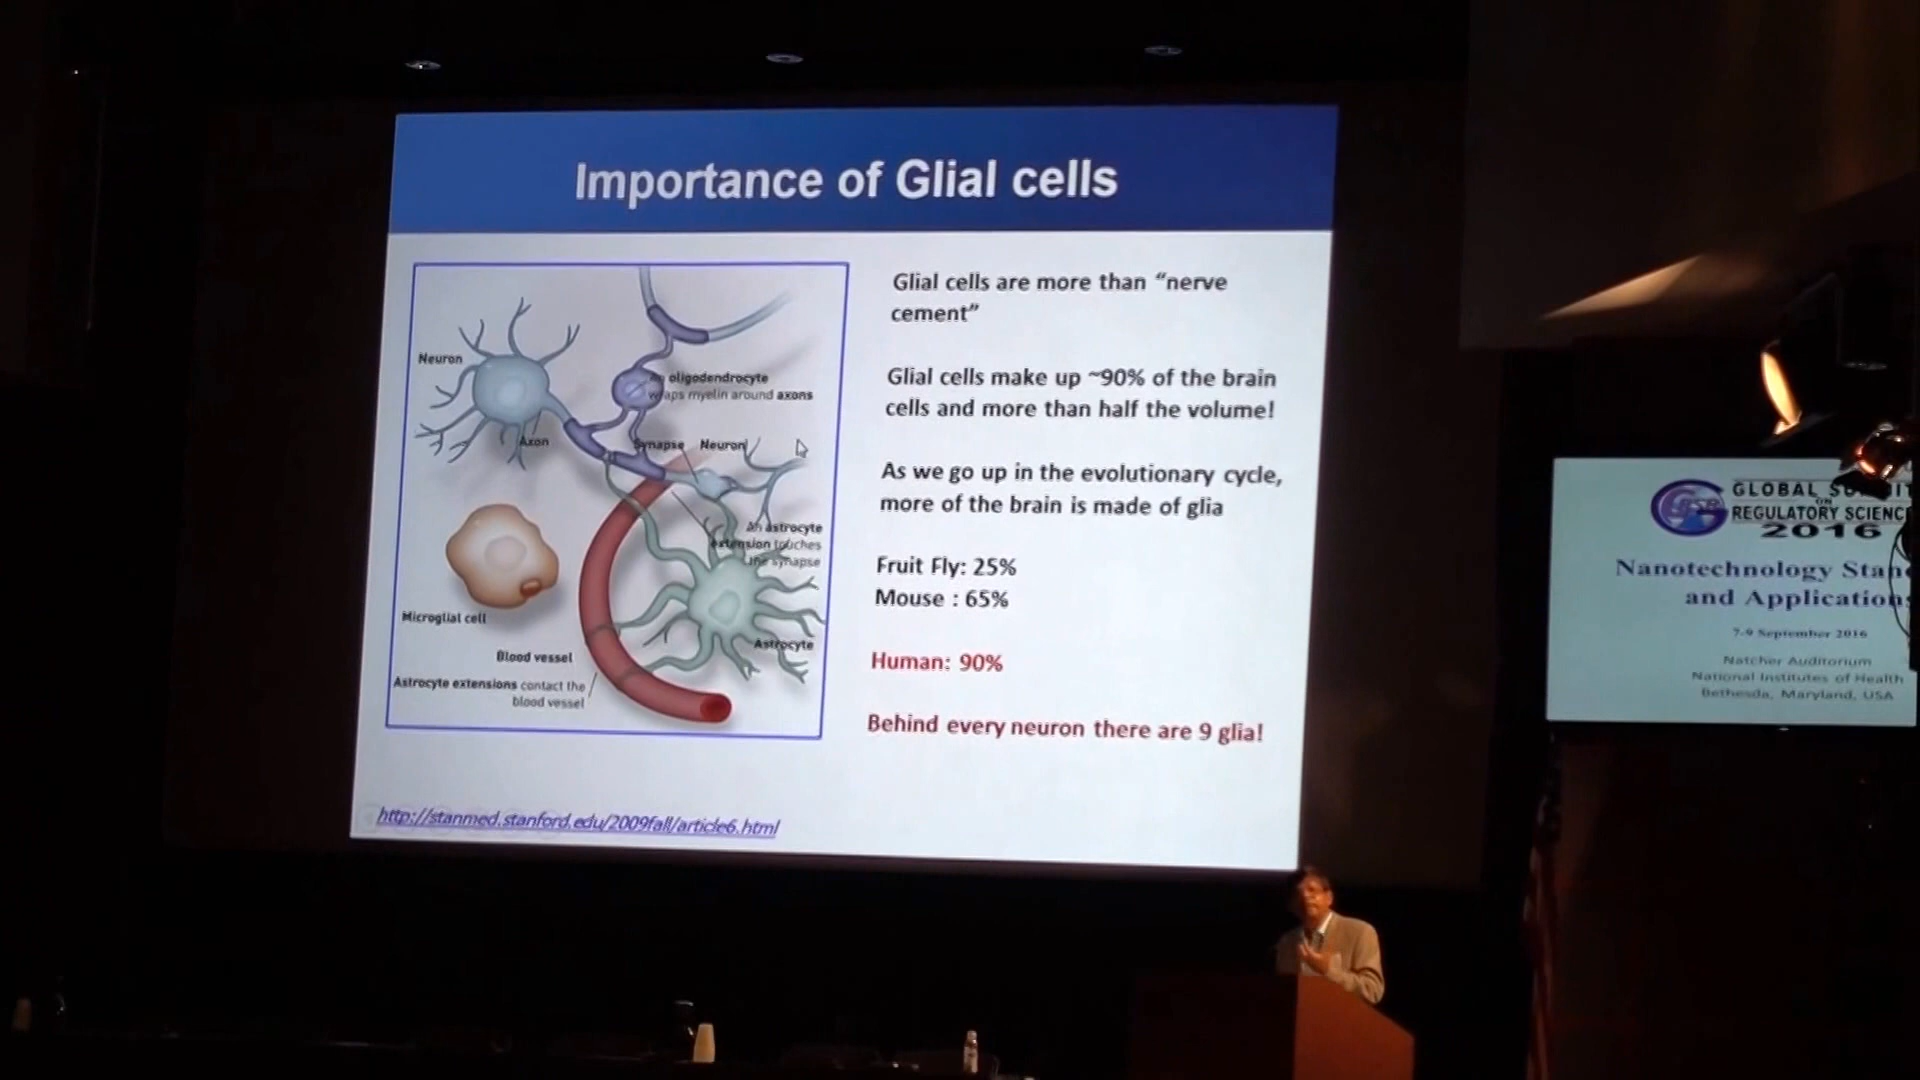 Importance of Glial cells
Neuron
oligodendrocyte
wraps myelin around axons
Axon
Synapse
Neuron
An astrocyte
extension touches
the synapse
Microglial cell
Blood vessel
Astrocyte
Astrocyte extensions contact the
blood vessel
Glial cells are more than “nerve
cement”
Glial cells make up ~90% of the brain
cells and more than half the volume!
As we go up in the evolutionary cycle,
more of the brain is made of glia
Fruit Fly: 25%
Mouse : 65%
Human: 90%
Behind every neuron there are 9 glia!
http://stanmed.stanford.edu/2009fall/article6.html
GLOBAL
ON
REGULATORY SCIENC
2016
Nanotechnology Stan
and Application
7-9 September 2016
Natcher Auditorium
National Institutes of Health
Bethesda, Maryland, USA